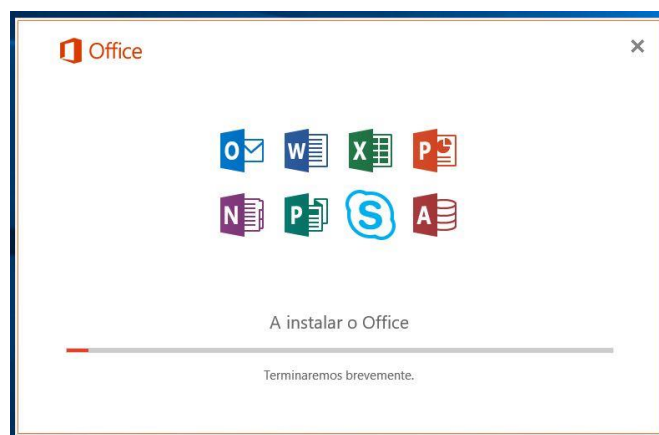 Office
O W X P
N P S A
A instalar o Office
Terminaremos brevemente.